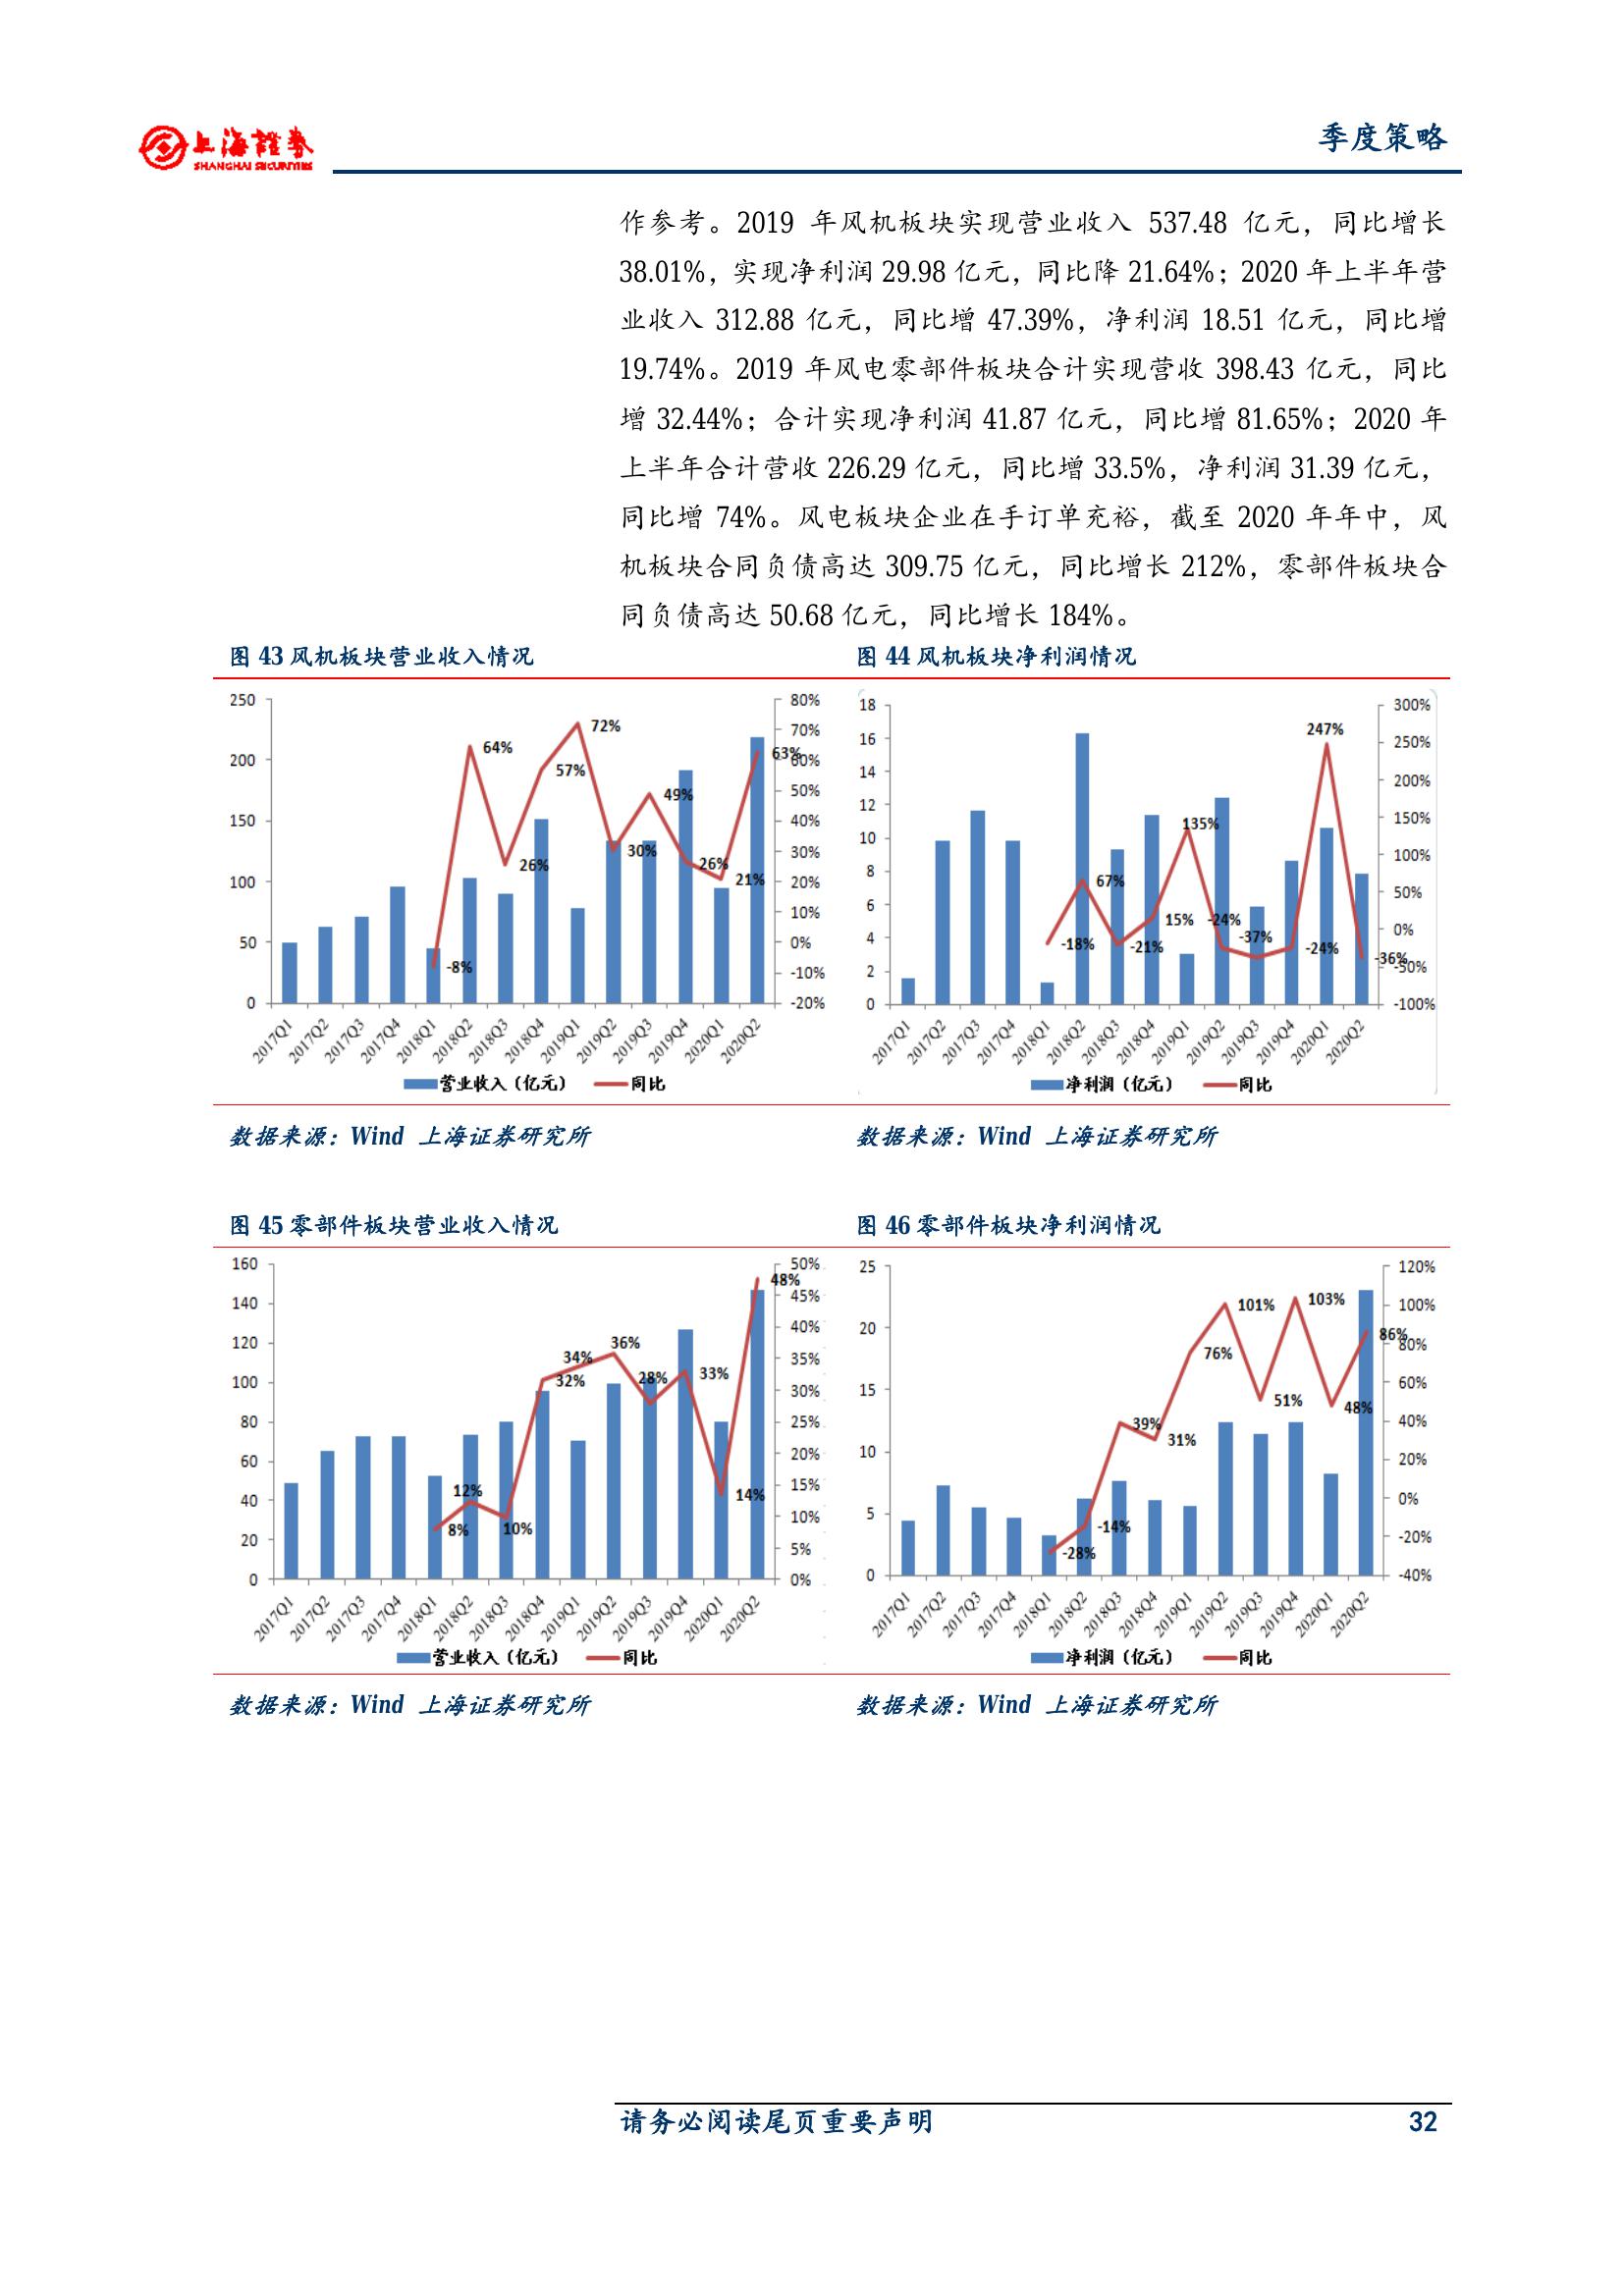 上海證券
SHANGHAI SECURITIES
季度策略
作参考。2019 年风机板块实现营业收入 537.48 亿元，同比增长
38.01%，实现净利润 29.98 亿元，同比降 21.64%；2020 年上半年营
业收入 312.88 亿元，同比增 47.39%，净利润 18.51 亿元，同比增
19.74%。2019 年风电零部件板块合计实现营收 398.43 亿元，同比
增 32.44%；合计实现净利润 41.87 亿元，同比增 81.65%；2020 年
上半年合计营收 226.29 亿元，同比增 33.5%，净利润 31.39 亿元，
同比增 74%。风电板块企业在手订单充裕，截至 2020 年年中，风
机板块合同负债高达 309.75 亿元，同比增长 212%，零部件板块合
同负债高达 50.68 亿元，同比增长 184%。
图 43 风机板块营业收入情况
250
200
150
100
50
0
80%
70%
60%
50%
40%
30%
20%
10%
0%
-10%
-20%
-8%
64%
26%
57%
72%
30%
49%
26%
21%
63%
2017Q1
2017Q2
2017Q3
2017Q4
2018Q1
2018Q2
2018Q3
2018Q4
2019Q1
2019Q2
2019Q3
2019Q4
2020Q1
2020Q2
营业收入（亿元） 同比
数据来源：Wind 上海证券研究所
图 44 风机板块净利润情况
18
16
14
12
10
8
6
4
2
0
300%
250%
200%
150%
100%
50%
0%
-50%
-100%
-18%
67%
-21%
15%
135%
-24%
-37%
-24%
247%
-36%
2017Q1
2017Q2
2017Q3
2017Q4
2018Q1
2018Q2
2018Q3
2018Q4
2019Q1
2019Q2
2019Q3
2019Q4
2020Q1
2020Q2
净利润（亿元） 同比
数据来源：Wind 上海证券研究所
图 45 零部件板块营业收入情况
160
140
120
100
80
60
40
20
0
50%
45%
40%
35%
30%
25%
20%
15%
10%
5%
0%
8%
12%
10%
32%
34%
36%
28%
33%
14%
48%
2017Q1
2017Q2
2017Q3
2017Q4
2018Q1
2018Q2
2018Q3
2018Q4
2019Q1
2019Q2
2019Q3
2019Q4
2020Q1
2020Q2
营业收入（亿元） 同比
数据来源：Wind 上海证券研究所
图 46 零部件板块净利润情况
25
20
15
10
5
0
120%
100%
80%
60%
40%
20%
0%
-20%
-40%
-28%
-14%
39%
31%
76%
101%
51%
103%
48%
86%
2017Q1
2017Q2
2017Q3
2017Q4
2018Q1
2018Q2
2018Q3
2018Q4
2019Q1
2019Q2
2019Q3
2019Q4
2020Q1
2020Q2
净利润（亿元） 同比
数据来源：Wind 上海证券研究所
请务必阅读尾页重要声明
32